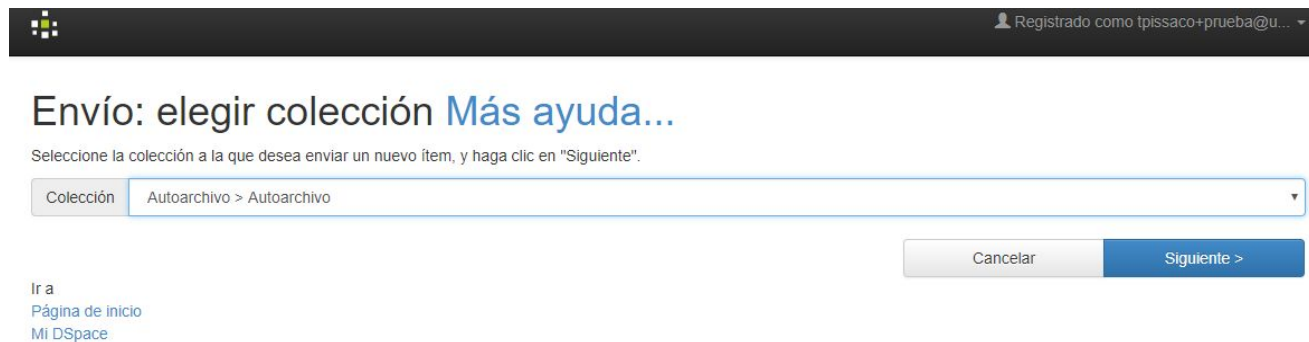 Registrado como tpissaco+prueba@u...
Envío: elegir colección Más ayuda...
Seleccione la colección a la que desea enviar un nuevo ítem, y haga clic en "Siguiente".
Colección Autoarchivo > Autoarchivo
Cancelar Siguiente >
Ir a
Página de inicio
Mi DSpace